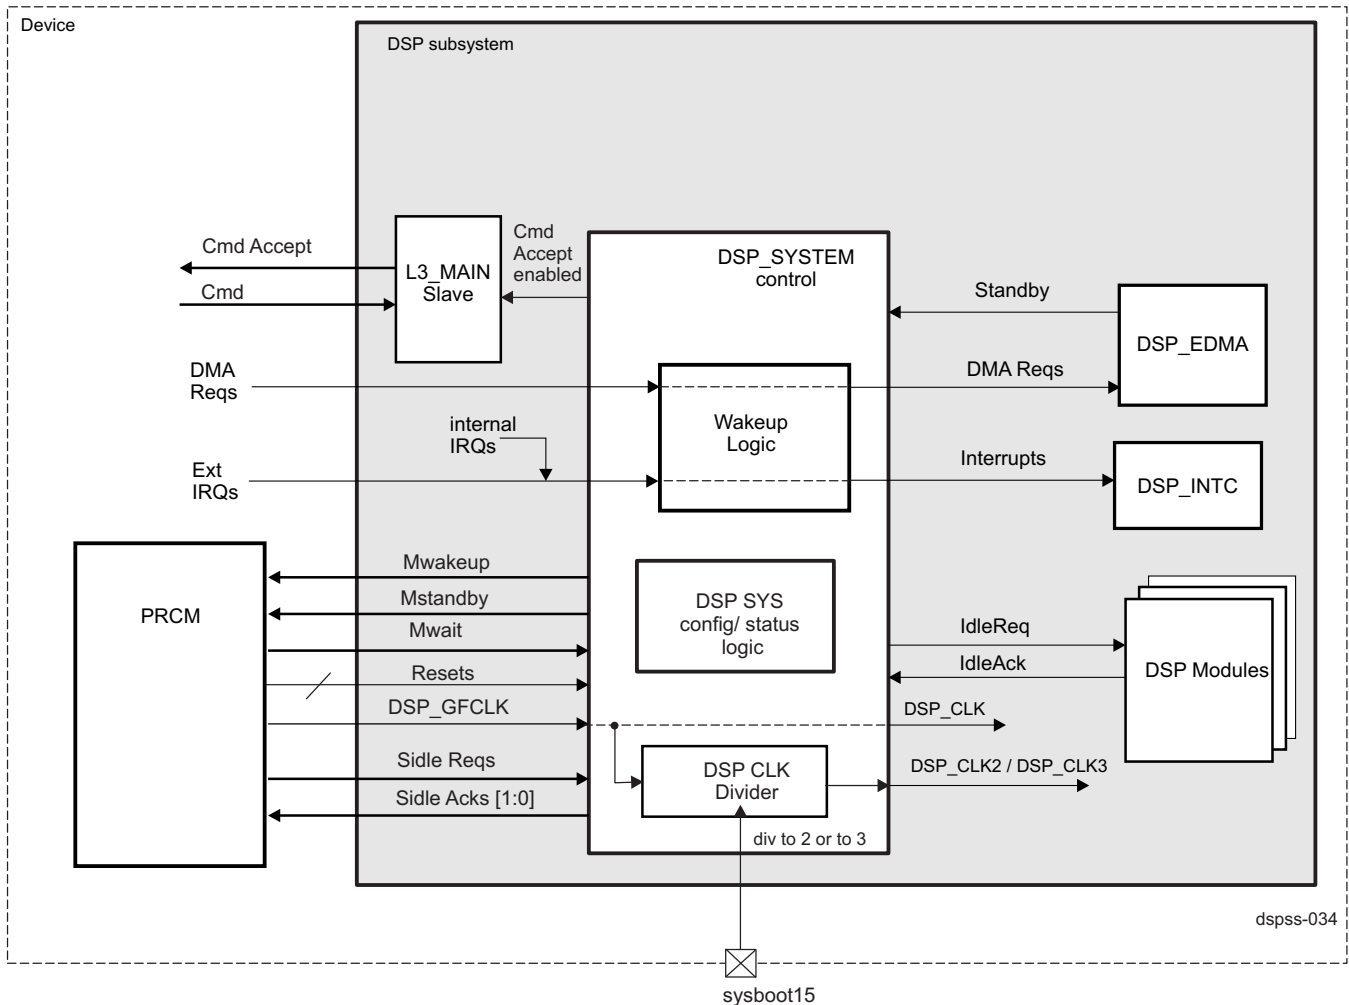 Device
DSP subsystem
Cmd Accept
Cmd
L3_MAIN
Slave
Cmd
Accept
enabled
DSP_SYSTEM
control
Standby
DSP_EDMA
DMA
Reqs
DMA Reqs
internal
IRQs
Wakeup
Logic
Ext
IRQs
Interrupts
DSP_INTC
PRCM
Mwakeup
Mstandby
Mwait
Resets
DSP_GFCLK
Sidle Reqs
Sidle Acks [1:0]
DSP SYS
config/ status
logic
IdleReq
IdleAck
DSP Modules
DSP_CLK
DSP CLK
Divider
DSP_CLK2 / DSP_CLK3
div to 2 or to 3
dspss-034
sysboot15